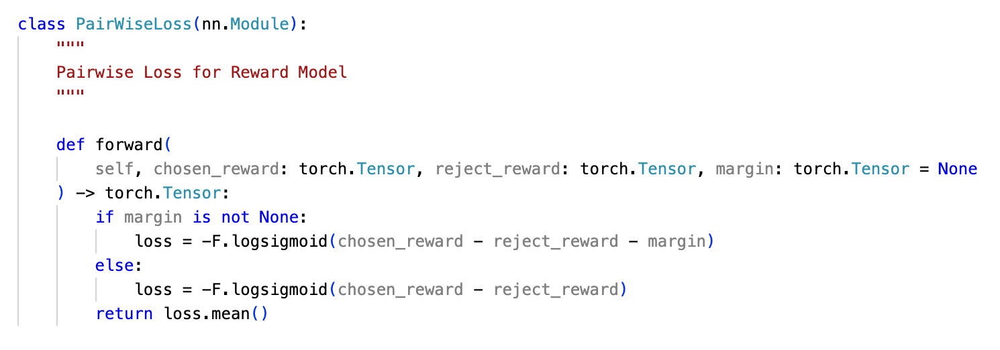 class PairWiseLoss(nn.Module):
    """
    Pairwise Loss for Reward Model
    """

    def forward(
        self, chosen_reward: torch.Tensor, reject_reward: torch.Tensor, margin: torch.Tensor = None
    ) -> torch.Tensor:
        if margin is not None:
            loss = -F.logsigmoid(chosen_reward - reject_reward - margin)
        else:
            loss = -F.logsigmoid(chosen_reward - reject_reward)
        return loss.mean()